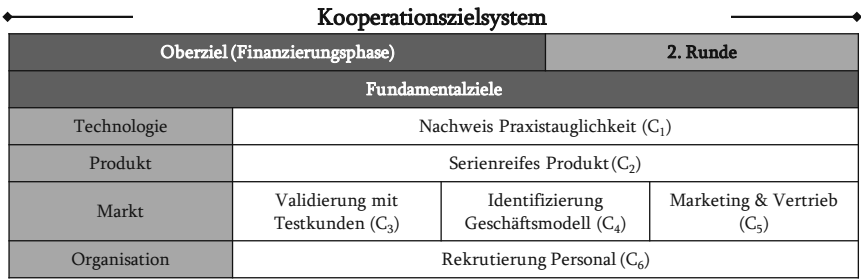 Kooperationszielsystem
Oberziel (Finanzierungsphase) 2. Runde
Fundamentalziele
Technologie Nachweis Praxistauglichkeit (C₁)
Produkt Serienreifes Produkt (C₂)
Markt
Validierung mit
Testkunden (C₃)
Identifizierung
Geschäftsmodell (C₄)
Marketing & Vertrieb
(C₅)
Organisation Rekrutierung Personal (C₆)